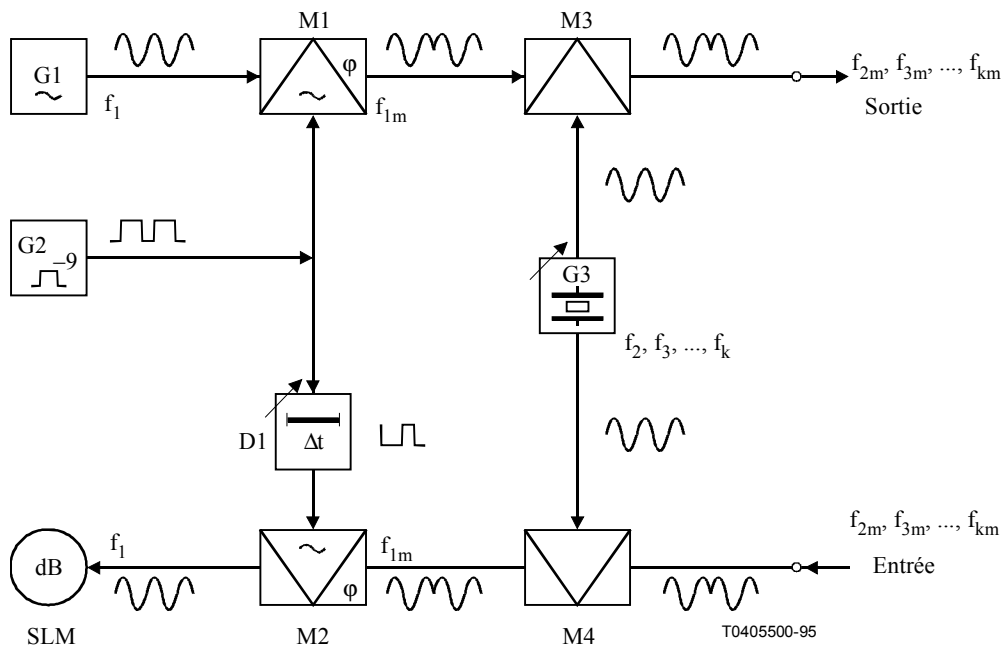 M1
M3
G1
~
f1
φ
~
f1m
f2m, f3m, ..., fkm
Sortie
G2
–9
G3
f2, f3, ..., fk
D1
Δt
f1
~
φ
f1m
f2m, f3m, ..., fkm
Entrée
dB
SLM
M2
M4
T0405500-95